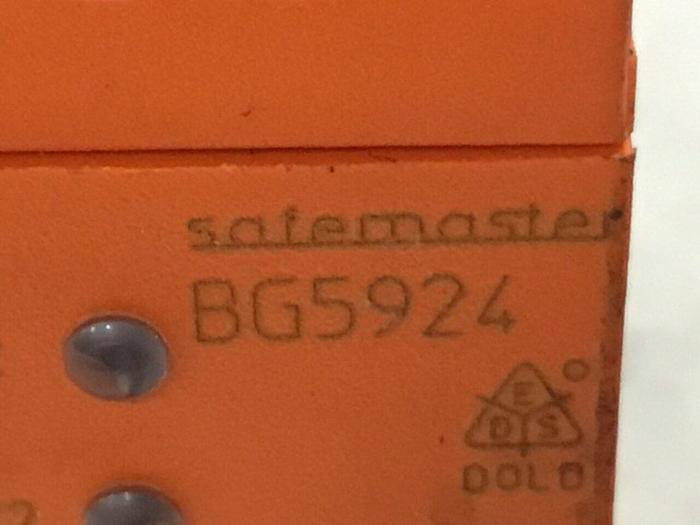 safemaster
BG5924
E
D S
DOLD